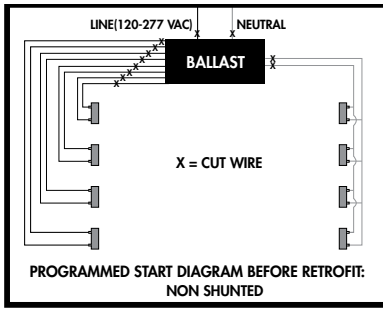 LINE(120-277 VAC) NEUTRAL
BALLAST
X = CUT WIRE
PROGRAMMED START DIAGRAM BEFORE RETROFIT:
NON SHUNTED